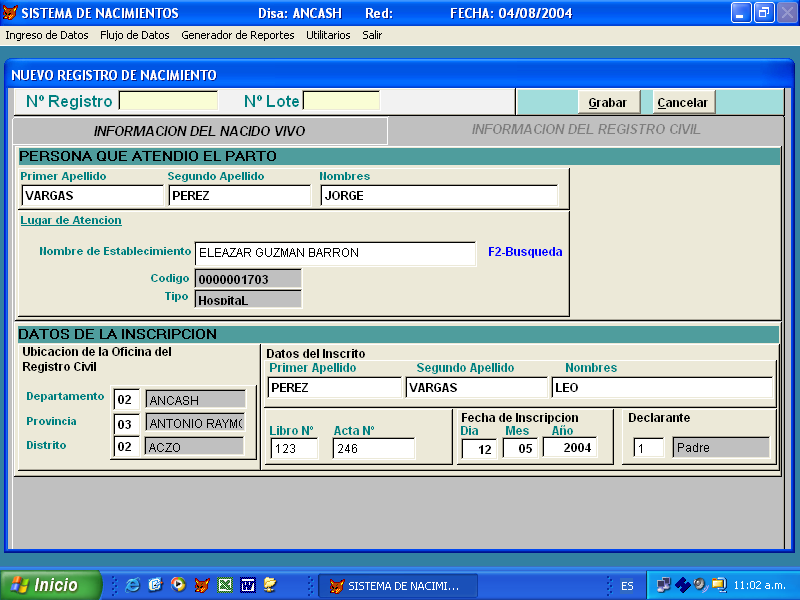 SISTEMA DE NACIMIENTOS Disa: ANCASH Red: FECHA: 04/08/2004
Ingreso de Datos Flujo de Datos Generador de Reportes Utilitarios Salir
NUEVO REGISTRO DE NACIMIENTO
Nº Registro Nº Lote Grabar Cancelar
INFORMACION DEL NACIDO VIVO INFORMACION DEL REGISTRO CIVIL
PERSONA QUE ATENDIO EL PARTO
Primer Apellido Segundo Apellido Nombres
VARGAS PEREZ JORGE
Lugar de Atencion
Nombre de Establecimiento ELEAZAR GUZMAN BARRON F2-Busqueda
Codigo 0000001703
Tipo HospitaL
DATOS DE LA INSCRIPCION
Ubicacion de la Oficina del
Registro Civil
Departamento 02 ANCASH
Provincia 03 ANTONIO RAYMO
Distrito 02 ACZO
Datos del Inscrito
Primer Apellido Segundo Apellido Nombres
PEREZ VARGAS LEO
Libro Nº Acta Nº
123 246
Fecha de Inscripcion
Dia Mes Año
12 05 2004
Declarante
1 Padre
Inicio SISTEMA DE NACIMI... ES 11:02 a.m.